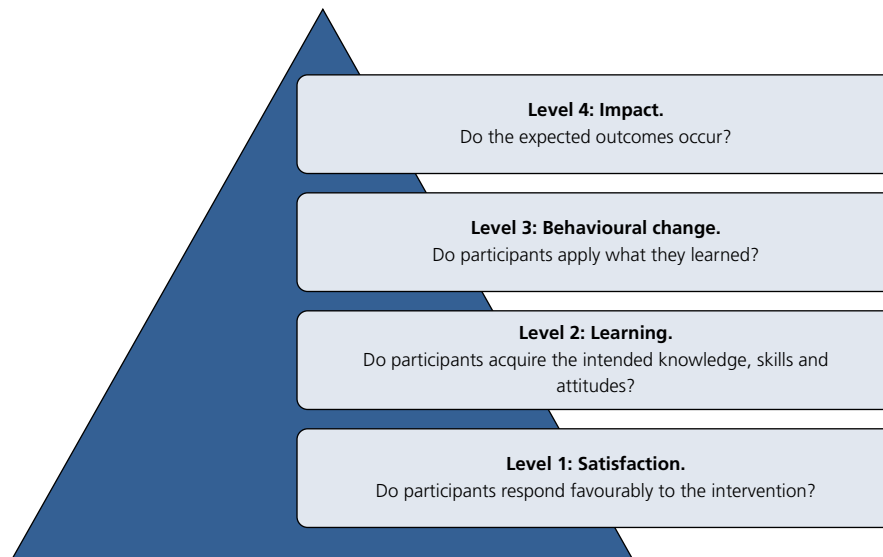 Level 4: Impact.
Do the expected outcomes occur?
Level 3: Behavioural change.
Do participants apply what they learned?
Level 2: Learning.
Do participants acquire the intended knowledge, skills and
attitudes?
Level 1: Satisfaction.
Do participants respond favourably to the intervention?